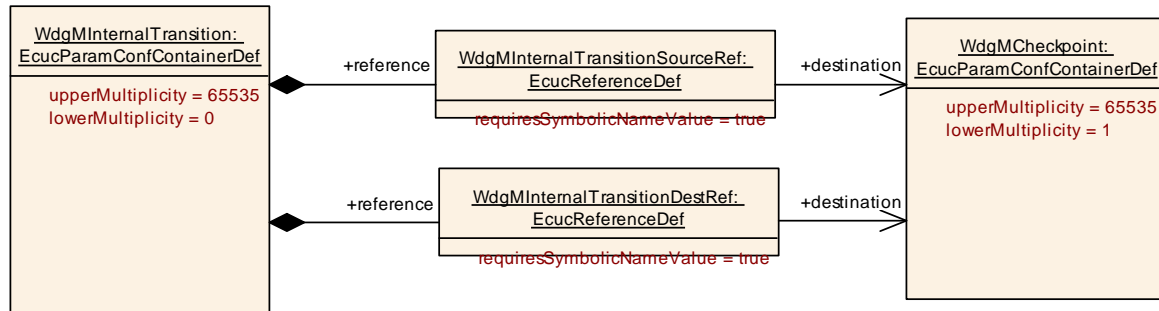 WdgMInternalTransition:
EcucParamConfContainerDef
upperMultiplicity = 65535
lowerMultiplicity = 0
+reference
WdgMInternalTransitionSourceRef:
EcucReferenceDef
requiresSymbolicNameValue = true
+destination
WdgMCheckpoint:
EcucParamConfContainerDef
upperMultiplicity = 65535
lowerMultiplicity = 1
+reference
WdgMInternalTransitionDestRef:
EcucReferenceDef
requiresSymbolicNameValue = true
+destination